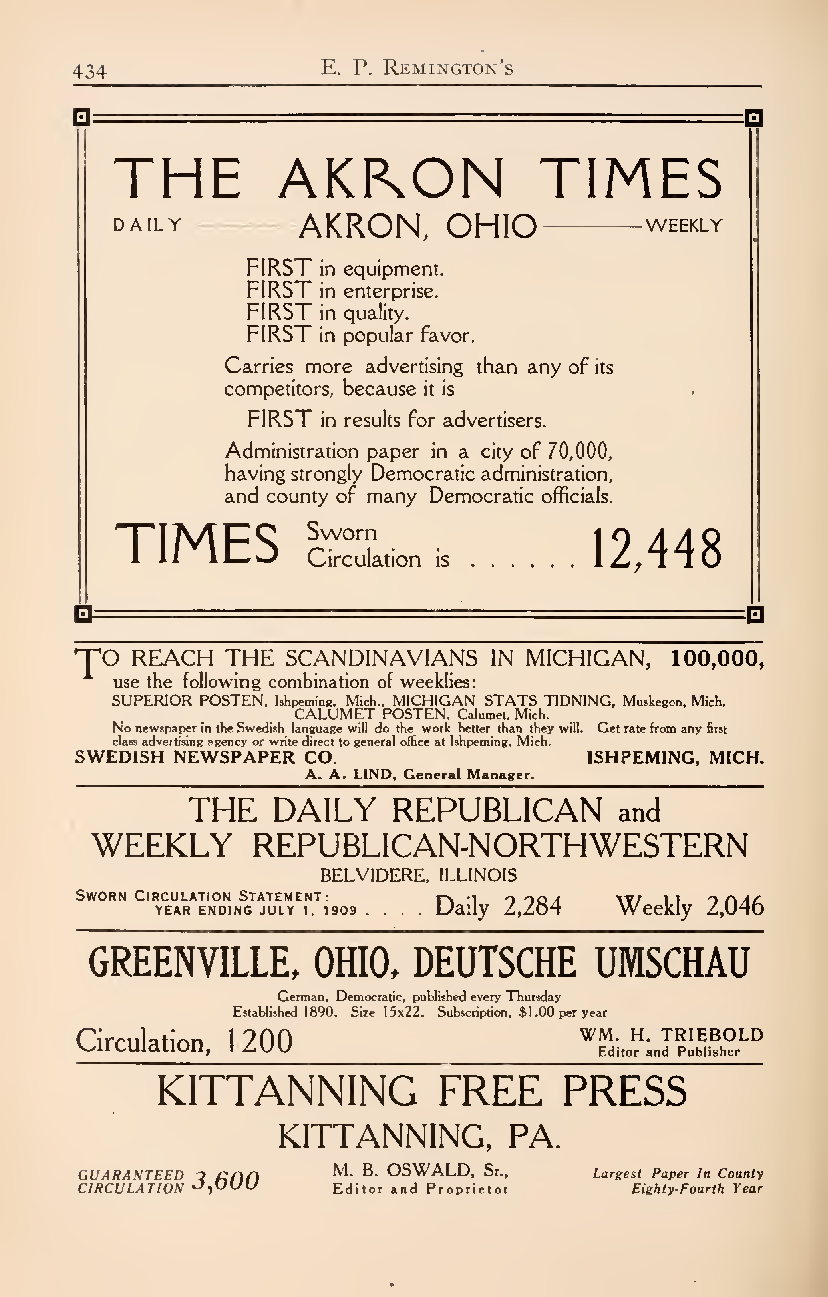 434
E. P. Remington's
THE AKRON TIMES
DAILY AKRON, OHIO WEEKLY
FIRST in equipment.
FIRST in enterprise.
FIRST in quality.
FIRST in popular favor.
Carries more advertising than any of its
competitors, because it is
FIRST in results for advertisers.
Administration paper in a city of 70,000,
having strongly Democratic administration,
and county of many Democratic officials.
TIMES Sworn
Circulation is . . . . . . 12,448
TO REACH THE SCANDINAVIANS IN MICHIGAN, 100,000,
use the following combination of weeklies:
SUPERIOR POSTEN, Ishpeming, Mich., MICHIGAN STATS TIDNING, Muskegon, Mich.
CALUMET POSTEN, Calumet, Mich.
No newspaper in the Swedish language will do the work better than they will. Get rate from any first
class advertising agency or write direct to general office at Ishpeming, Mich.
SWEDISH NEWSPAPER CO. ISHPEMING, MICH.
A. A. LIND, General Manager.
THE DAILY REPUBLICAN and
WEEKLY REPUBLICAN-NORTHWESTERN
BELVIDERE, ILLINOIS
SWORN CIRCULATION STATEMENT:
YEAR ENDING JULY 1, 1909 . . . . Daily 2,284 Weekly 2,046
GREENVILLE, OHIO, DEUTSCHE UMSCHAU
German, Democratic, published every Thursday
Established 1890. Size 15x22. Subscription, $1.00 per year
Circulation, 1200
WM. H. TRIEBOLD
Editor and Publisher
KITTANNING FREE PRESS
KITTANNING, PA.
GUARANTEED
CIRCULATION 3,600
M. B. OSWALD, Sr.,
Editor and Proprietor
Largest Paper In County
Eighty-Fourth Year